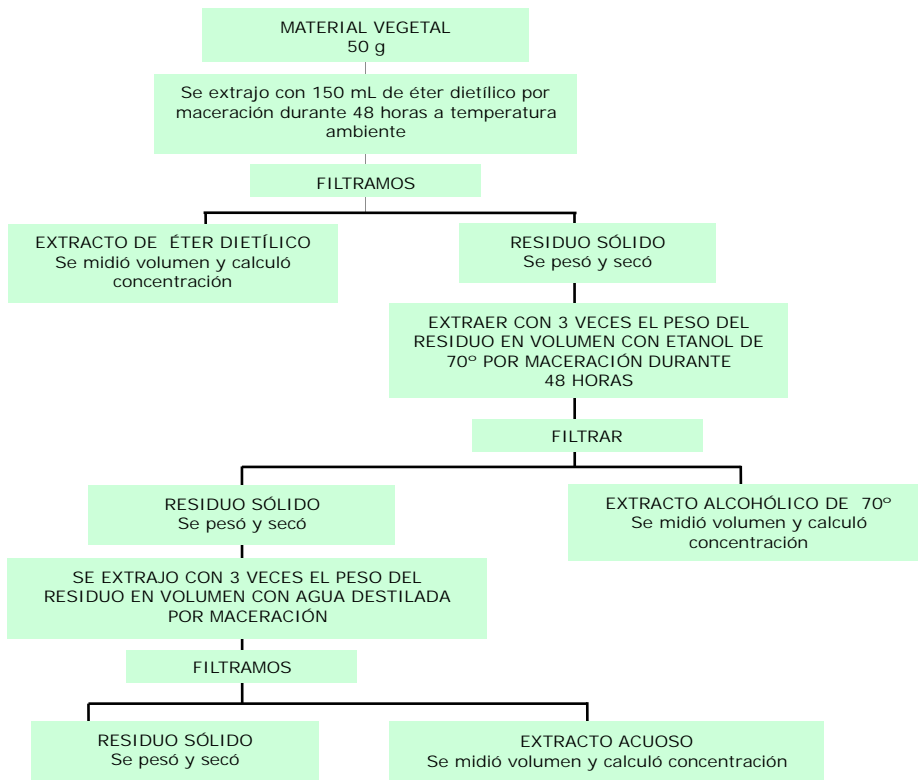 MATERIAL VEGETAL
50 g
Se extrajo con 150 mL de éter dietílico por
maceración durante 48 horas a temperatura
ambiente
FILTRAMOS
EXTRACTO DE ÉTER DIETÍLICO
Se midió volumen y calculó
concentración
RESIDUO SÓLIDO
Se pesó y secó
EXTRAER CON 3 VECES EL PESO DEL
RESIDUO EN VOLUMEN CON ETANOL DE
70º POR MACERACIÓN DURANTE
48 HORAS
FILTRAR
RESIDUO SÓLIDO
Se pesó y secó
EXTRACTO ALCOHÓLICO DE 70º
Se midió volumen y calculó
concentración
SE EXTRAJO CON 3 VECES EL PESO DEL
RESIDUO EN VOLUMEN CON AGUA DESTILADA
POR MACERACIÓN
FILTRAMOS
RESIDUO SÓLIDO
Se pesó y secó
EXTRACTO ACUOSO
Se midió volumen y calculó concentración